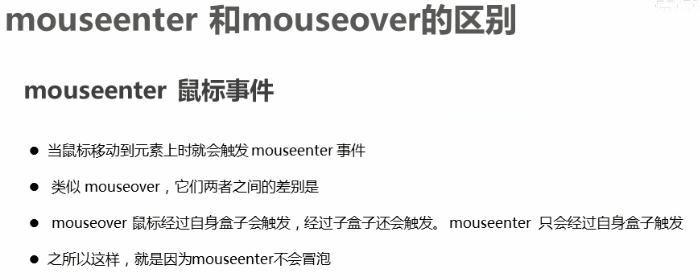 mouseenter 和mouseover的区别
mouseenter 鼠标事件
● 当鼠标移动到元素上时就会触发 mouseenter 事件
● 类似 mouseover，它们两者之间的差别是
● mouseover 鼠标经过自身盒子会触发，经过子盒子还会触发。 mouseenter 只会经过自身盒子触发
● 之所以这样，就是因为mouseenter不会冒泡